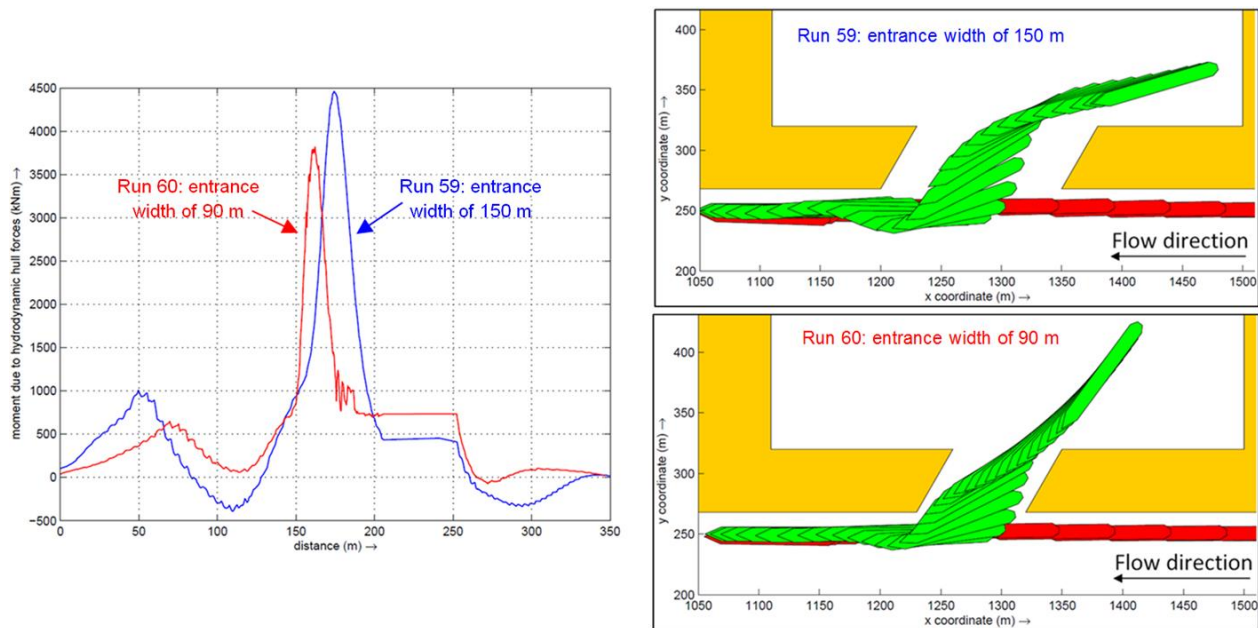 4500
4000
3500
3000
2500
2000
1500
1000
500
0
−500
0 50 100 150 200 250 300 350
moment due to hydrodynamic hull forces (kNm) →
distance (m) →
Run 60: entrance
width of 90 m
Run 59: entrance
width of 150 m
Run 59: entrance width of 150 m
400
350
300
250
200
y coordinate (m) →
Flow direction
1050 1100 1150 1200 1250 1300 1350 1400 1450 1500
x coordinate (m) →
Run 60: entrance width of 90 m
400
350
300
250
200
y coordinate (m) →
Flow direction
1050 1100 1150 1200 1250 1300 1350 1400 1450 1500
x coordinate (m) →